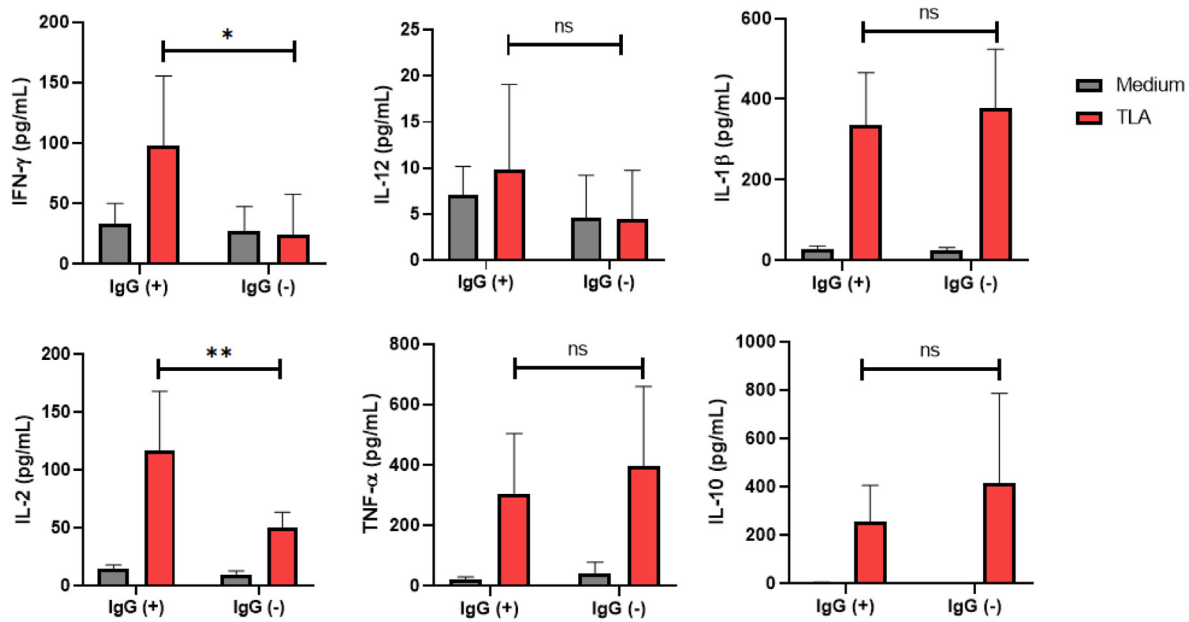 IFN-γ (pg/mL)
200
150
100
50
0
*
IgG (+)
IgG (-)
IL-12 (pg/mL)
25
20
15
10
5
0
ns
IgG (+)
IgG (-)
IL-1β (pg/mL)
600
400
200
0
ns
IgG (+)
IgG (-)
Medium
TLA
IL-2 (pg/mL)
200
150
100
50
0
**
IgG (+)
IgG (-)
TNF-α (pg/mL)
800
600
400
200
0
ns
IgG (+)
IgG (-)
IL-10 (pg/mL)
1000
800
600
400
200
0
ns
IgG (+)
IgG (-)